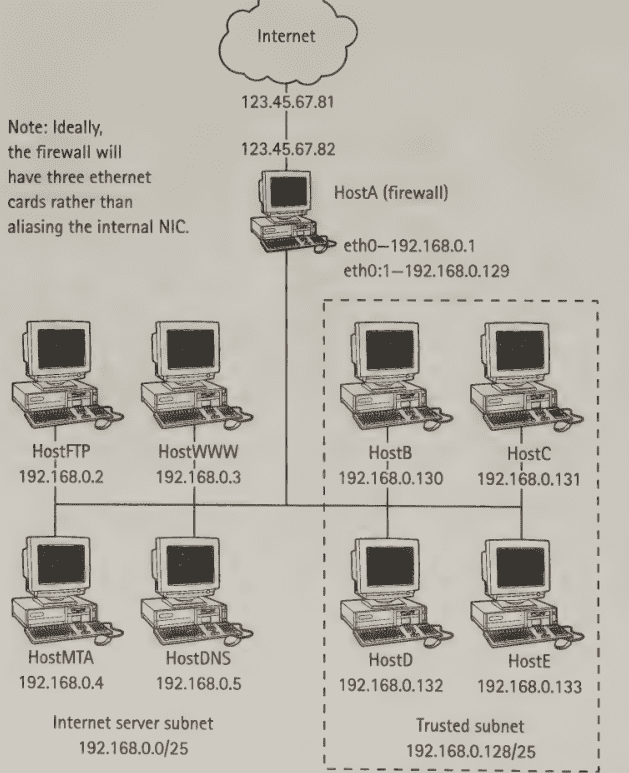 Internet
123.45.67.81
Note: Ideally,
the firewall will
have three ethernet
cards rather than
aliasing the internal NIC.
123.45.67.82
HostA (firewall)
eth0—192.168.0.1
eth0:1—192.168.0.129
HostFTP
192.168.0.2
HostWWW
192.168.0.3
HostB
192.168.0.130
HostC
192.168.0.131
HostMTA
192.168.0.4
HostDNS
192.168.0.5
HostD
192.168.0.132
HostE
192.168.0.133
Internet server subnet
192.168.0.0/25
Trusted subnet
192.168.0.128/25